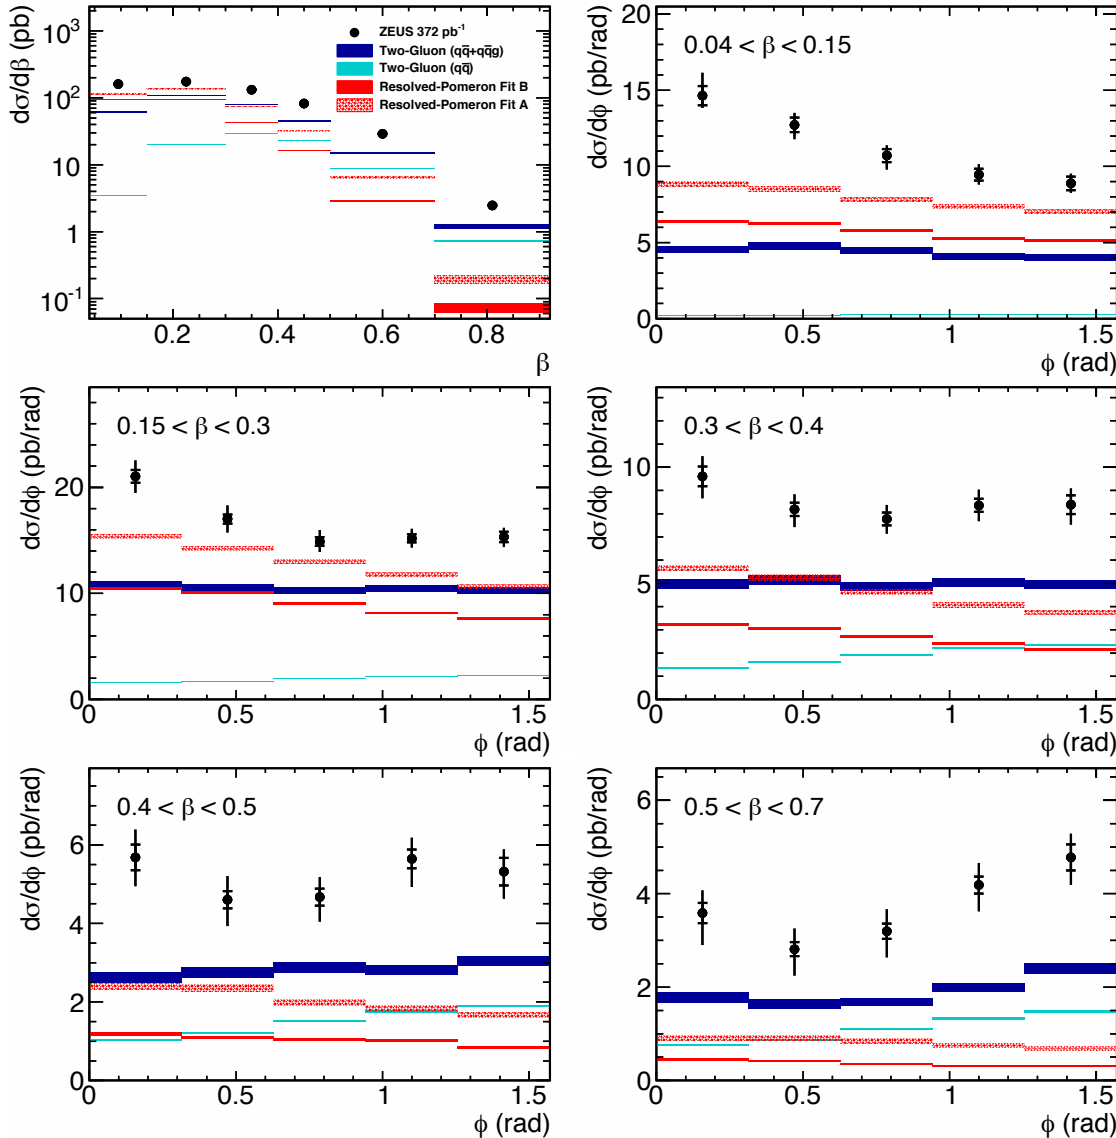 dσ/dβ (pb)
10³
10²
10
1
10⁻¹
ZEUS 372 pb⁻¹
Two-Gluon (qq̄+qq̄g)
Two-Gluon (qq̄)
Resolved-Pomeron Fit B
Resolved-Pomeron Fit A
0.2 0.4 0.6 0.8
β
dσ/dϕ (pb/rad)
20
15
10
5
0
0.04 < β < 0.15
0 0.5 1 1.5
ϕ (rad)
dσ/dϕ (pb/rad)
20
10
0
0.15 < β < 0.3
0 0.5 1 1.5
ϕ (rad)
dσ/dϕ (pb/rad)
10
5
0
0.3 < β < 0.4
0 0.5 1 1.5
ϕ (rad)
dσ/dϕ (pb/rad)
6
4
2
0
0.4 < β < 0.5
0 0.5 1 1.5
ϕ (rad)
dσ/dϕ (pb/rad)
6
4
2
0
0.5 < β < 0.7
0 0.5 1 1.5
ϕ (rad)